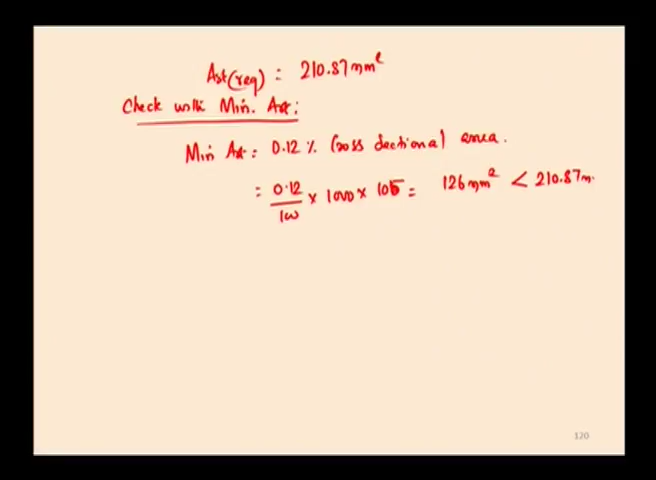 Ast(req) : 210.87 mm²
Check with Min. Ast:
Min Ast = 0.12 % Cross Sectional area.
= 0.12/100 × 1000 × 105 = 126 mm² < 210.87 m
120